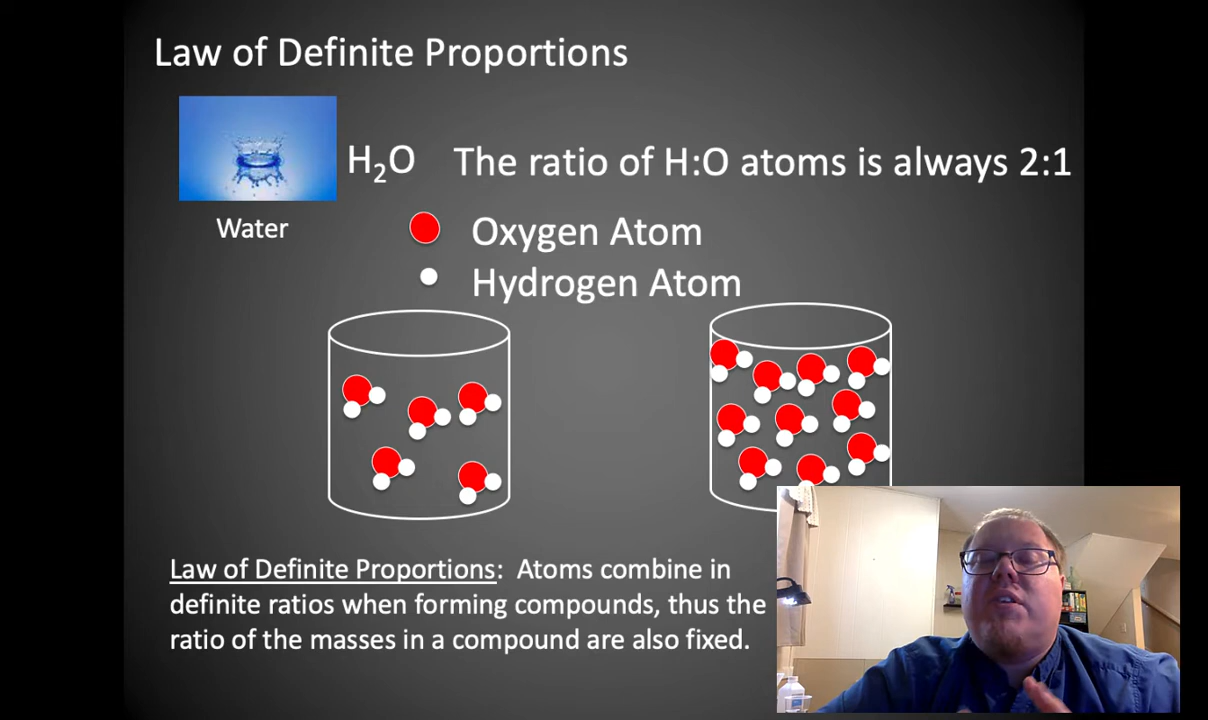 Law of Definite Proportions
H₂O The ratio of H:O atoms is always 2:1
Water
Oxygen Atom
Hydrogen Atom
Law of Definite Proportions: Atoms combine in
definite ratios when forming compounds, thus the
ratio of the masses in a compound are also fixed.